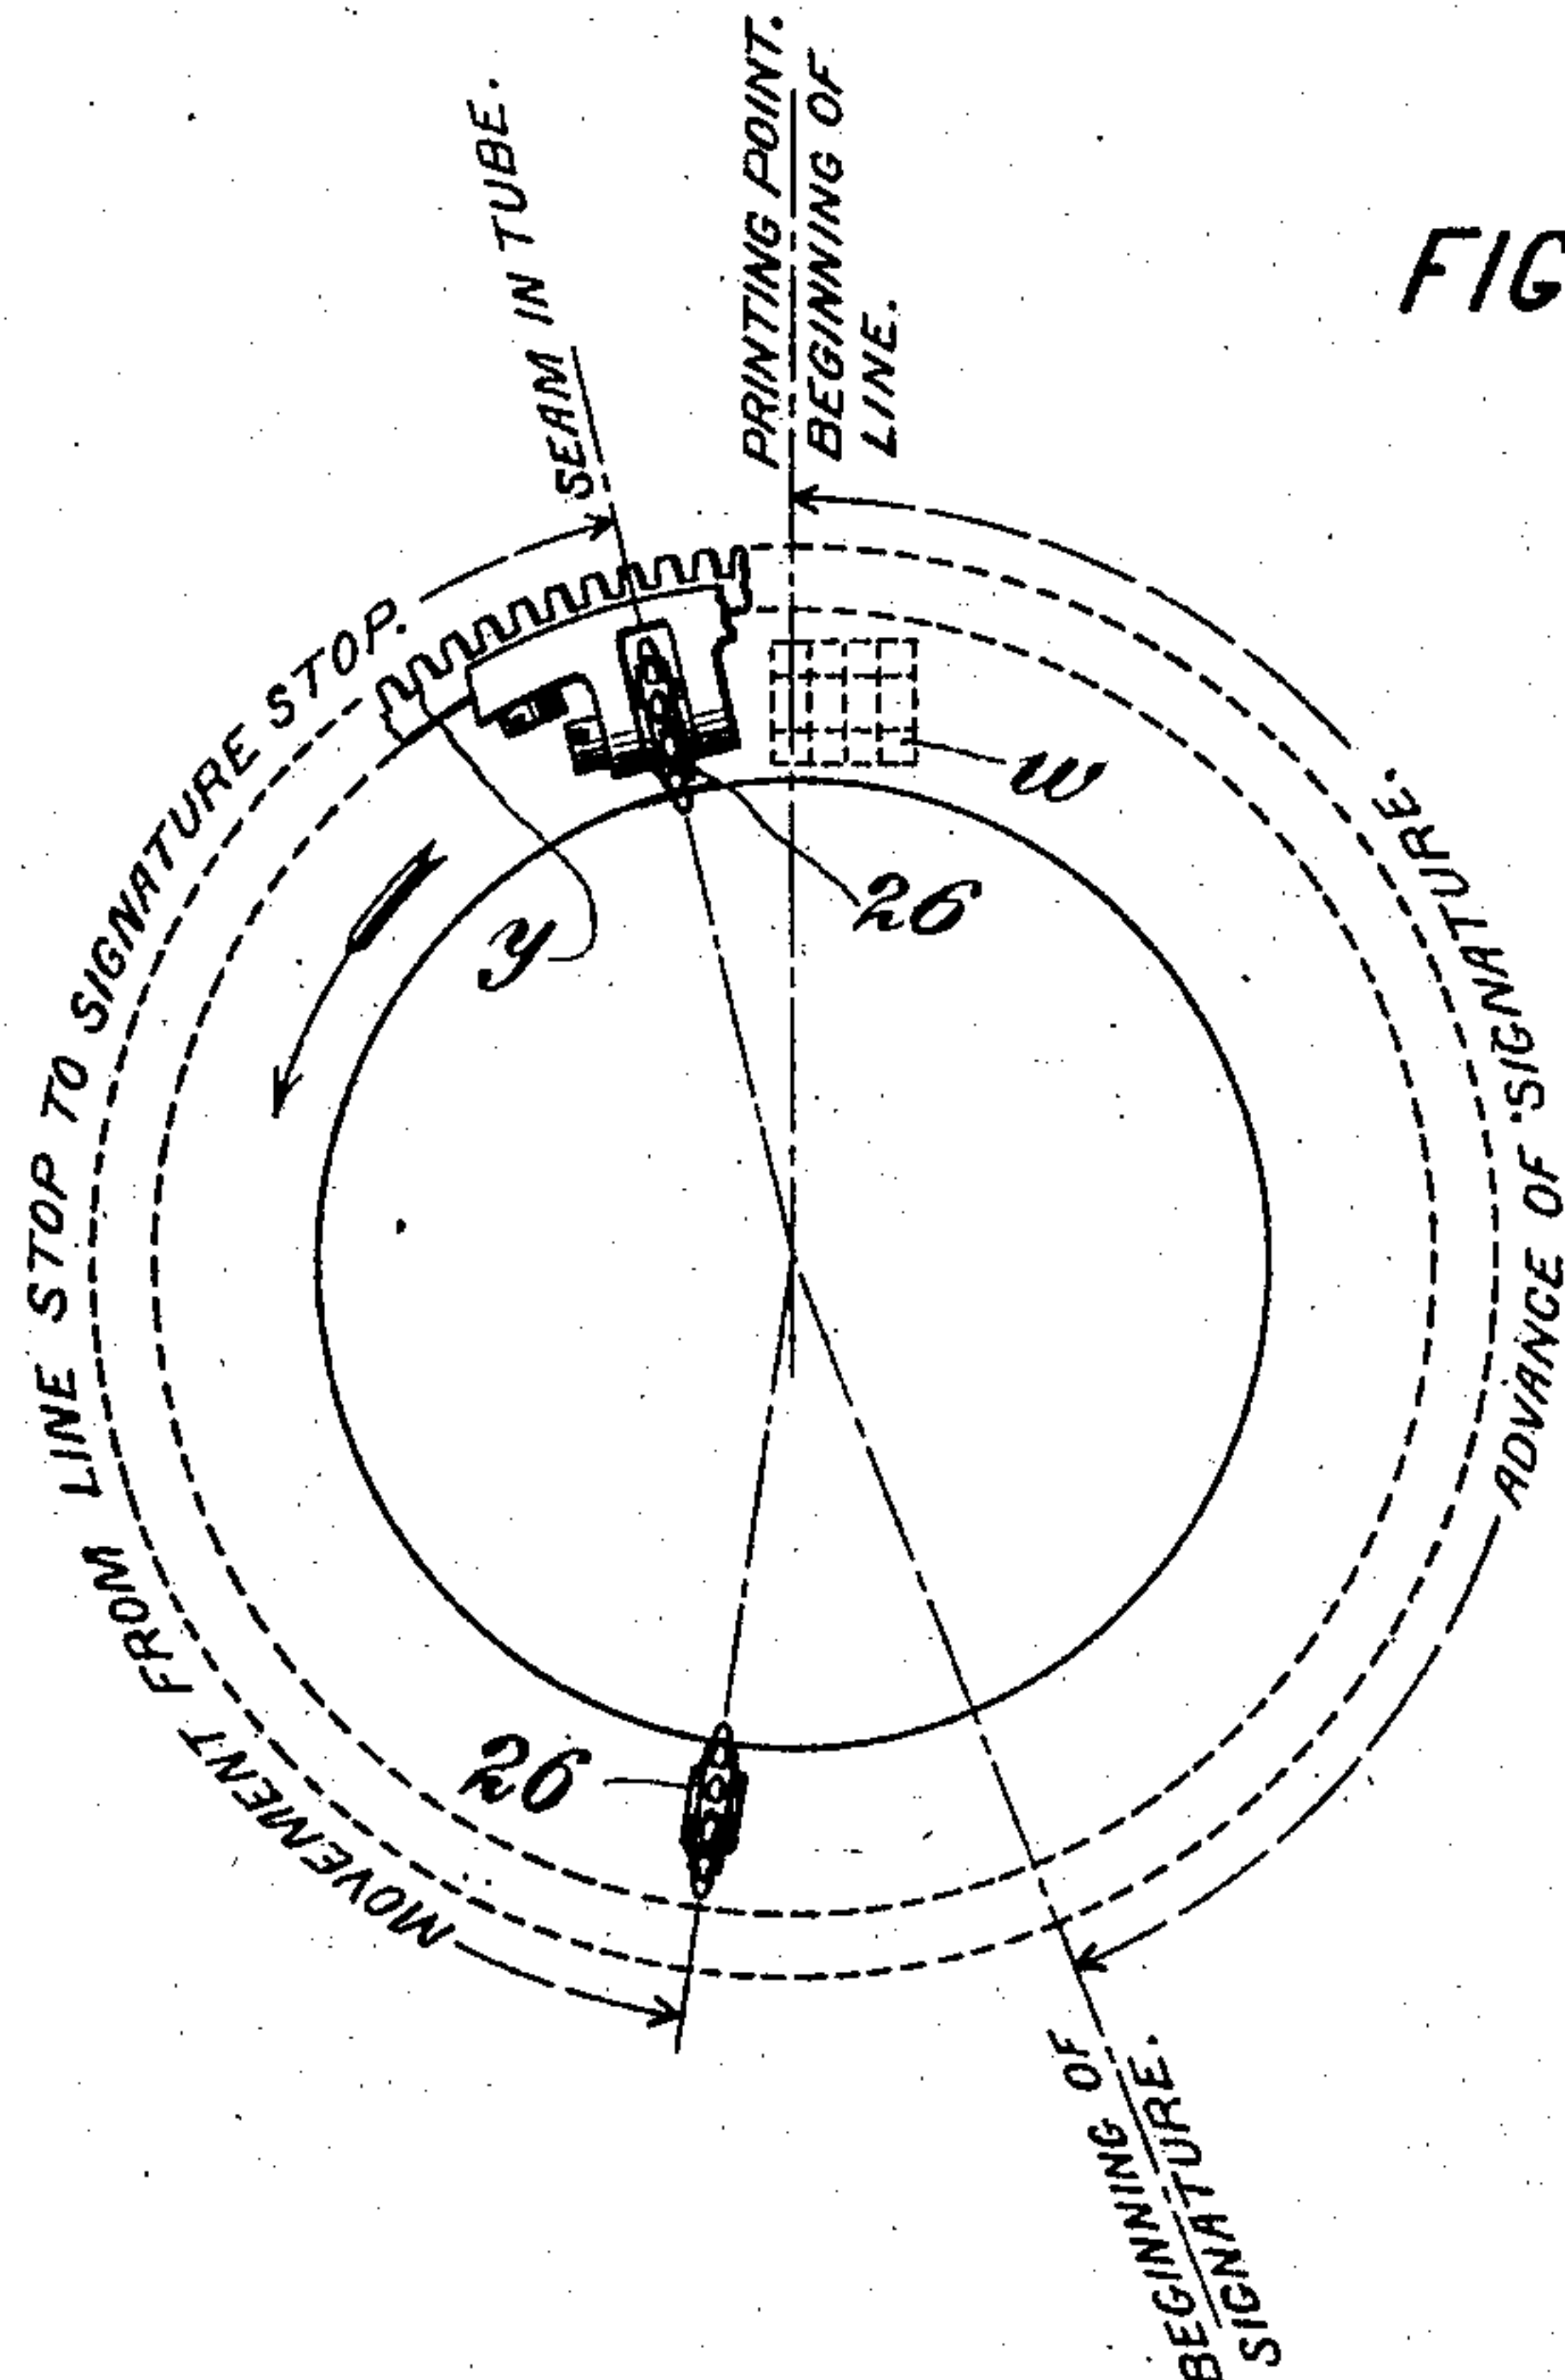 FIG
SEAM IN TUBE.
PRINTING POINT.
BEGINNING OF
LINE.
MOVEMENT FROM LINE STOP TO SIGNATURE STOP.
ADVANCE OF SIGNATURE.
w
y
26
26
BEGINNING OF
SIGNATURE.